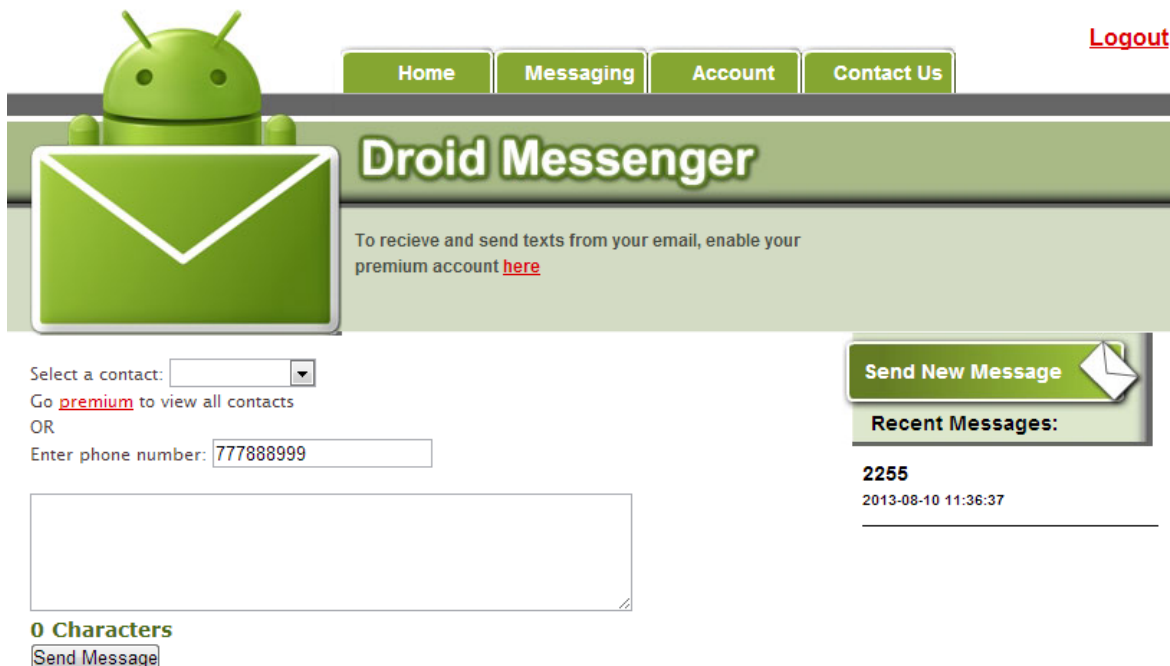 Logout
Home Messaging Account Contact Us
Droid Messenger
To recieve and send texts from your email, enable your
premium account here
Select a contact:
Go premium to view all contacts
OR
Enter phone number: 777888999
0 Characters
Send Message
Send New Message
Recent Messages:
2255
2013-08-10 11:36:37